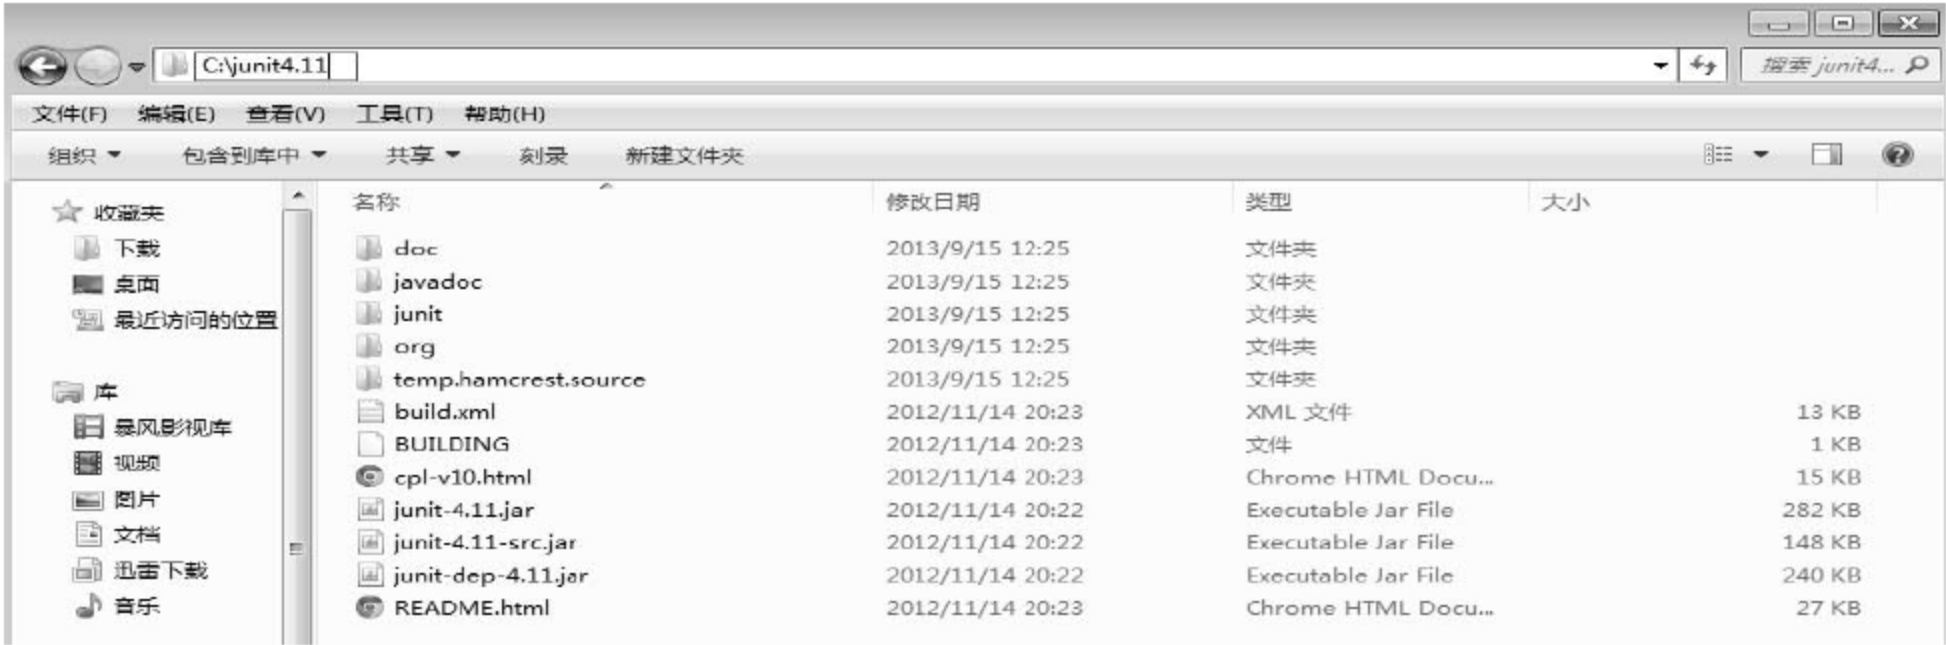 C:\junit4.11
搜索 junit4...
文件(F) 编辑(E) 查看(V) 工具(T) 帮助(H)
组织 包含到库中 共享 刻录 新建文件夹
收藏夹
下载
桌面
最近访问的位置
库
暴风影视库
视频
图片
文档
迅雷下载
音乐
名称 修改日期 类型 大小
doc 2013/9/15 12:25 文件夹
javadoc 2013/9/15 12:25 文件夹
junit 2013/9/15 12:25 文件夹
org 2013/9/15 12:25 文件夹
temp.hamcrest.source 2013/9/15 12:25 文件夹
build.xml 2012/11/14 20:23 XML 文件 13 KB
BUILDING 2012/11/14 20:23 文件 1 KB
cpl-v10.html 2012/11/14 20:23 Chrome HTML Docu... 15 KB
junit-4.11.jar 2012/11/14 20:22 Executable Jar File 282 KB
junit-4.11-src.jar 2012/11/14 20:22 Executable Jar File 148 KB
junit-dep-4.11.jar 2012/11/14 20:22 Executable Jar File 240 KB
README.html 2012/11/14 20:23 Chrome HTML Docu... 27 KB